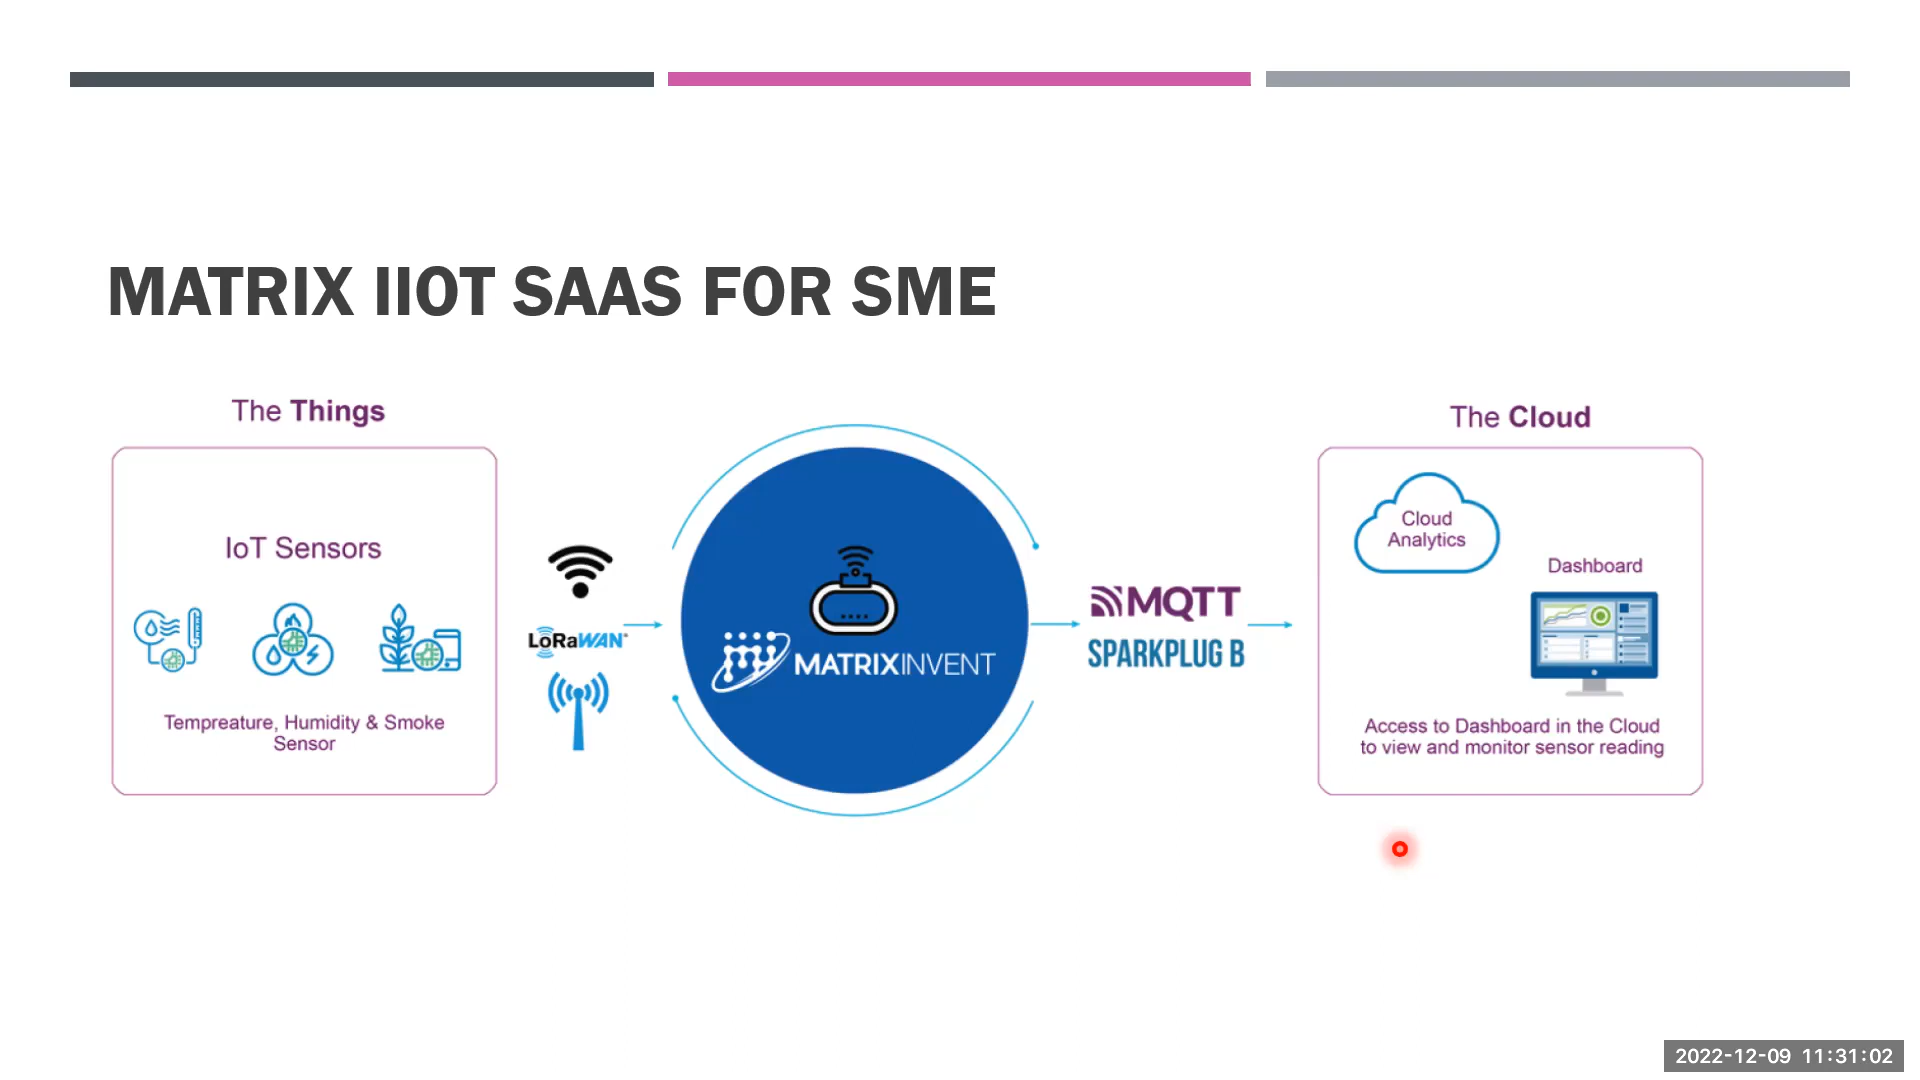 MATRIX IIOT SAAS FOR SME
The Things
IoT Sensors
Tempreature, Humidity & Smoke
Sensor
LoRaWAN
MATRIXINVENT
MQTT
SPARKPLUG B
The Cloud
Cloud
Analytics
Dashboard
Access to Dashboard in the Cloud
to view and monitor sensor reading
2022-12-09 11:31:02